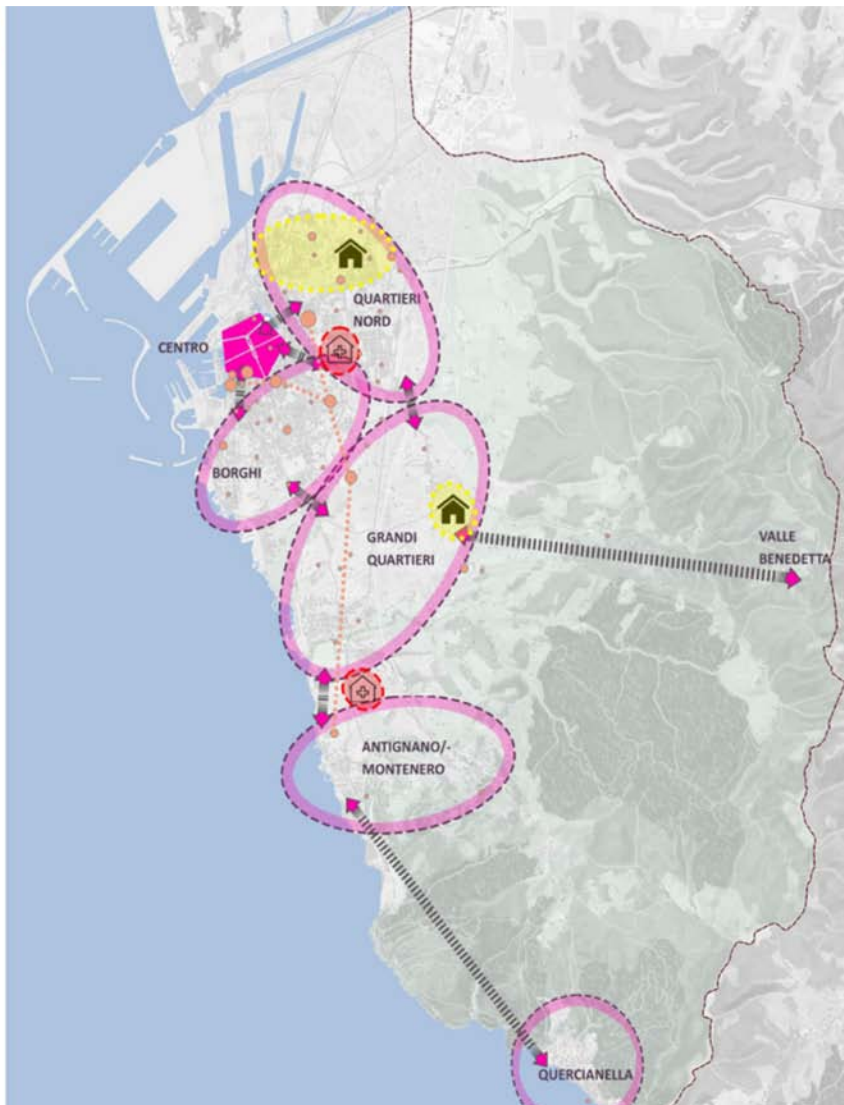 QUARTIERI
NORD
CENTRO
BORGHI
GRANDI
QUARTIERI
VALLE
BENEDETTA
ANTIGNANO/-
MONTENERO
QUERCIANELLA